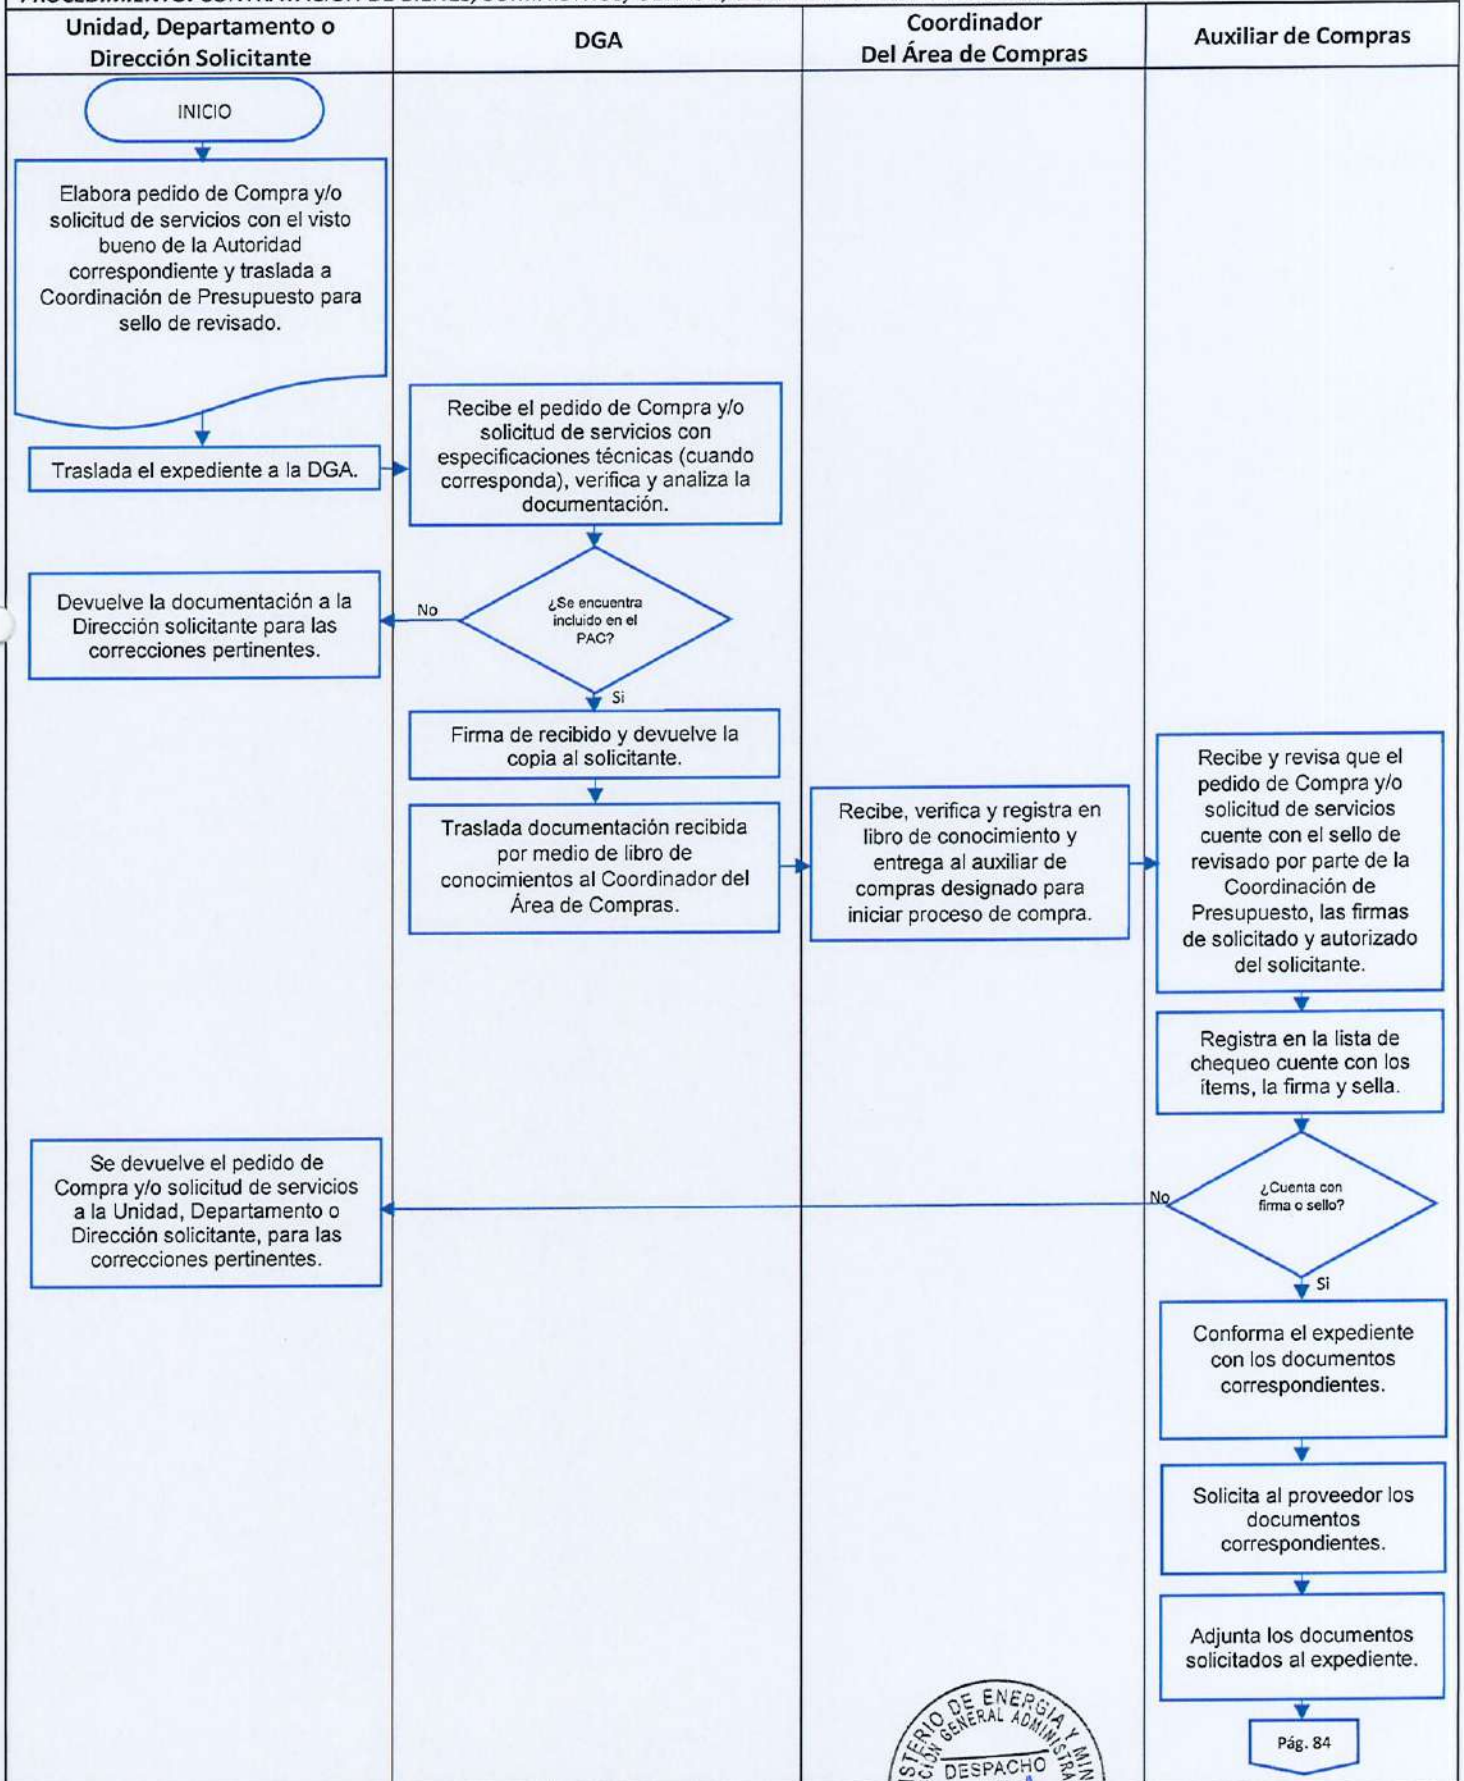 PROCEDIMIENTO: CONTRATACIÓN DE BIENES,
Unidad, Departamento o
Dirección Solicitante
DGA
Coordinador
Del Área de Compras
Auxiliar de Compras
INICIO
Elabora pedido de Compra y/o
solicitud de servicios con el visto
bueno de la Autoridad
correspondiente y traslada a
Coordinación de Presupuesto para
sello de revisado.
Traslada el expediente a la DGA.
Recibe el pedido de Compra y/o
solicitud de servicios con
especificaciones técnicas (cuando
corresponda), verifica y analiza la
documentación.
¿Se encuentra
incluido en el
PAC?
No
Devuelve la documentación a la
Dirección solicitante para las
correcciones pertinentes.
Si
Firma de recibido y devuelve la
copia al solicitante.
Traslada documentación recibida
por medio de libro de
conocimientos al Coordinador del
Área de Compras.
Recibe, verifica y registra en
libro de conocimiento y
entrega al auxiliar de
compras designado para
iniciar proceso de compra.
Recibe y revisa que el
pedido de Compra y/o
solicitud de servicios
cuente con el sello de
revisado por parte de la
Coordinación de
Presupuesto, las firmas
de solicitado y autorizado
del solicitante.
Registra en la lista de
chequeo cuente con los
ítems, la firma y sella.
¿Cuenta con
firma o sello?
No
Se devuelve el pedido de
Compra y/o solicitud de servicios
a la Unidad, Departamento o
Dirección solicitante, para las
correcciones pertinentes.
Si
Conforma el expediente
con los documentos
correspondientes.
Solicita al proveedor los
documentos
correspondientes.
Adjunta los documentos
solicitados al expediente.
Pág. 84
DE ENERGIA Y
GENERAL
DESPACHO